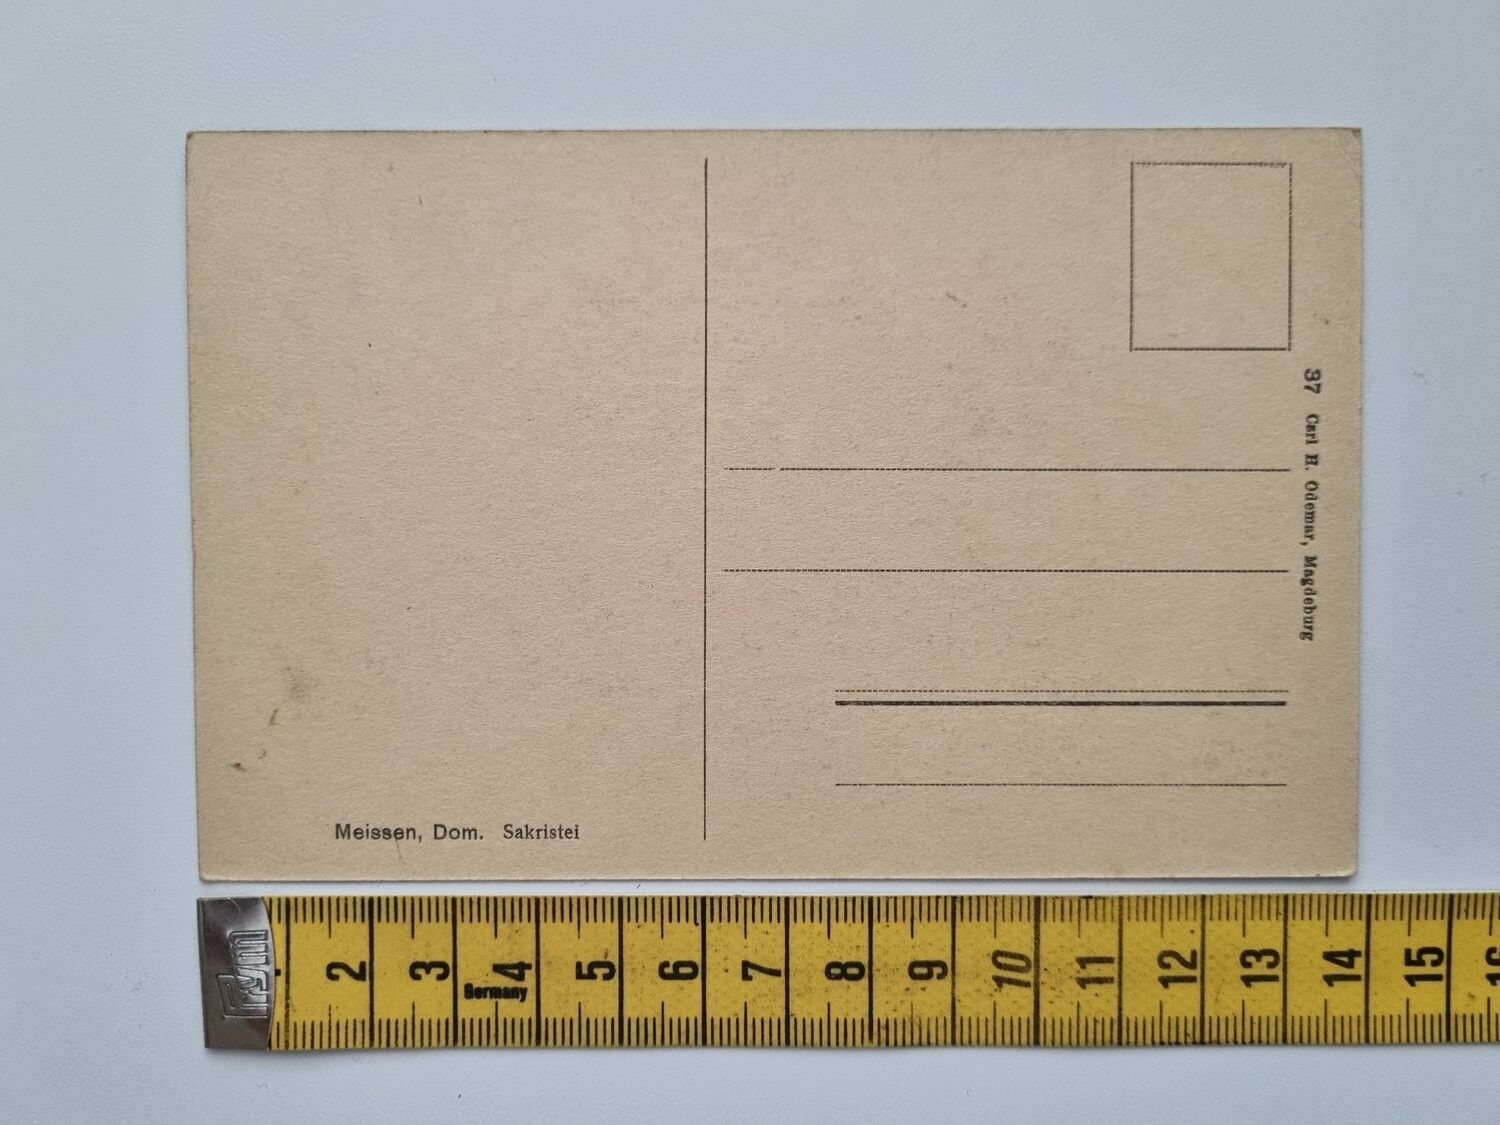 37 Carl H. Odemar, Magdeburg
Meissen, Dom. Sakristei
Prym
2 3 4 5 6 7 8 9 10 11 12 13 14 15 16
Germany